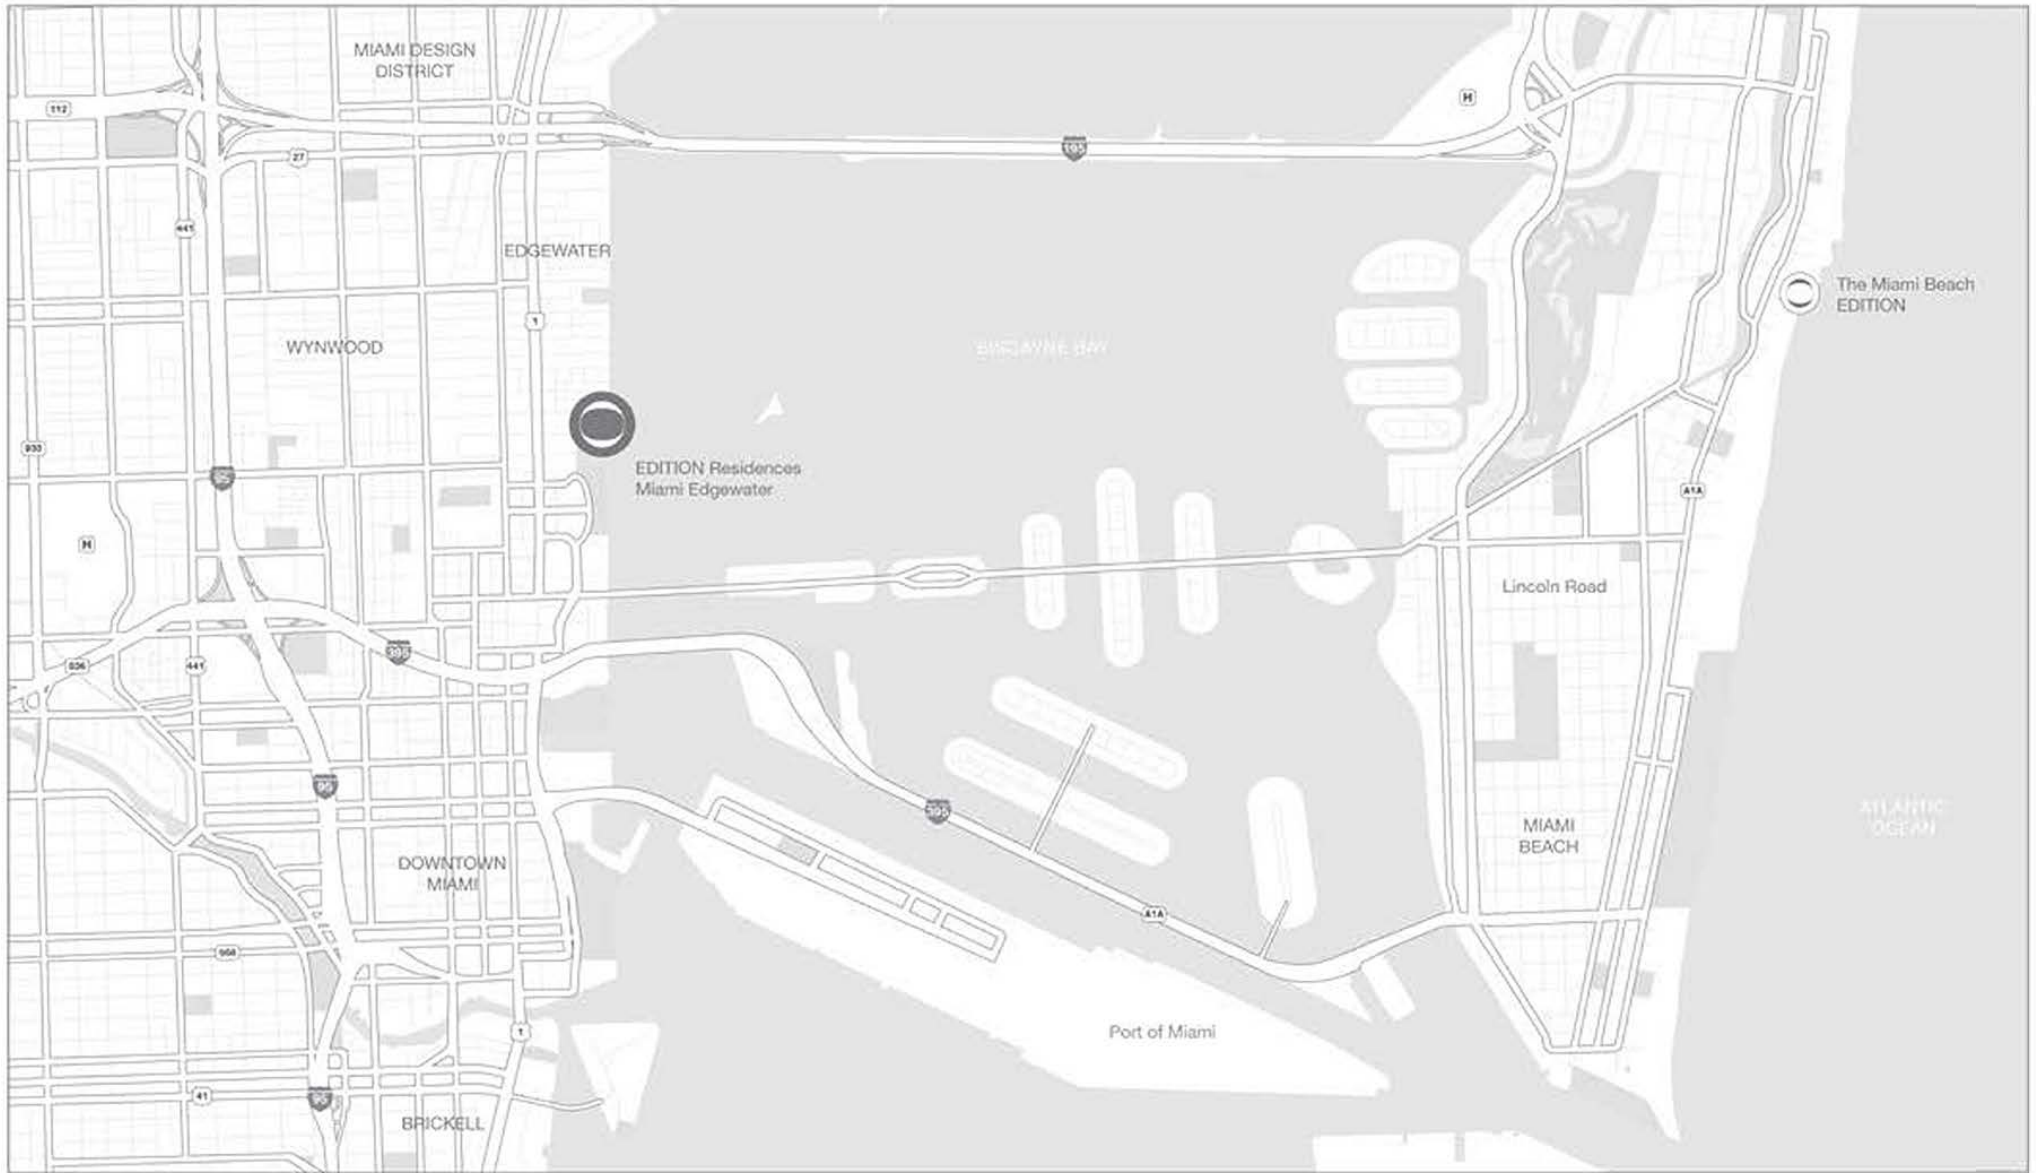 MIAMI DESIGN
DISTRICT
112
195
H
27
441
EDGEWATER
The Miami Beach
EDITION
1
WYNWOOD
BISCAYNE BAY
EDITION Residences
Miami Edgewater
933
95
A1A
H
Lincoln Road
395
836
441
95
395
ATLANTIC
OCEAN
MIAMI
BEACH
DOWNTOWN
MIAMI
A1A
968
Port of Miami
1
41
95
BRICKELL